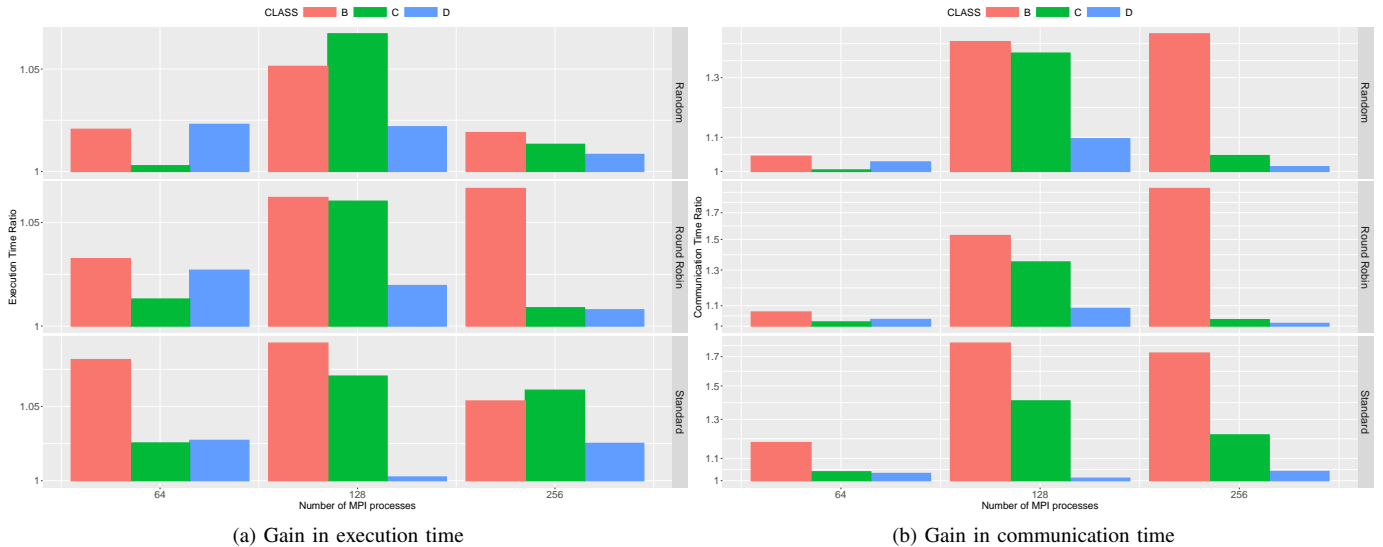 CLASS B C D
1.05
1
Random
1.05
1
Round Robin
1.05
1
Standard
Execution Time Ratio
64 128 256
Number of MPI processes
(a) Gain in execution time
CLASS B C D
1.3
1.1
1
Random
1.7
1.5
1.3
1.1
1
Round Robin
1.7
1.5
1.3
1.1
1
Standard
Communication Time Ratio
64 128 256
Number of MPI processes
(b) Gain in communication time